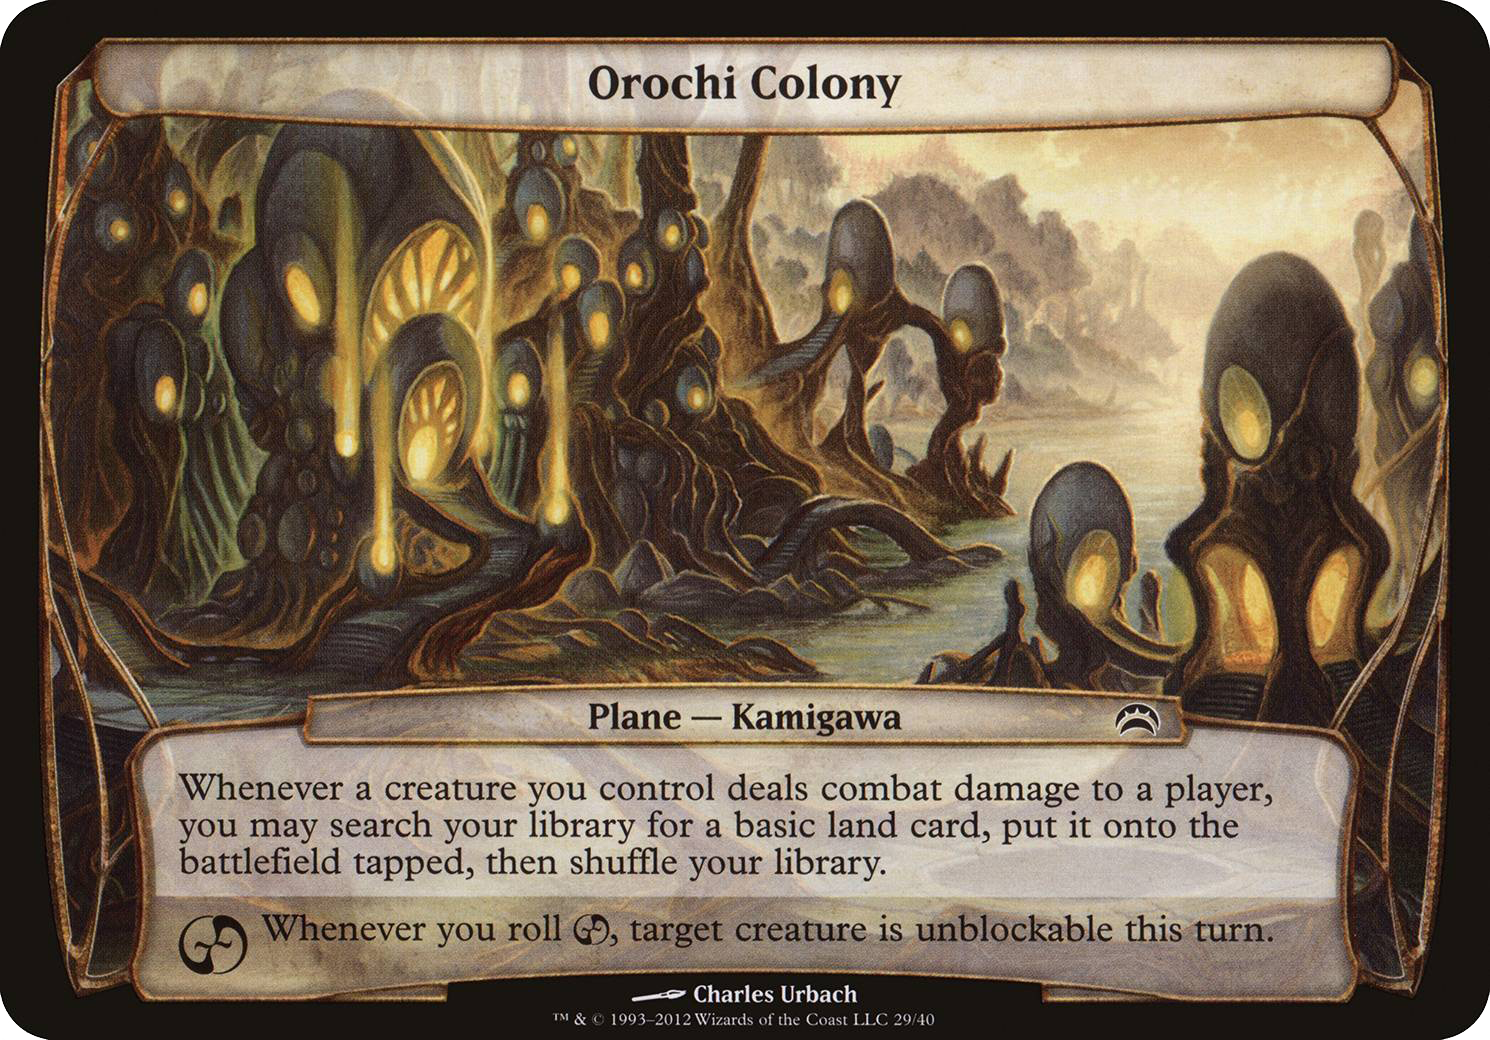 Orochi Colony
Plane — Kamigawa
Whenever a creature you control deals combat damage to a player,
you may search your library for a basic land card, put it onto the
battlefield tapped, then shuffle your library.
Whenever you roll , target creature is unblockable this turn.
Charles Urbach
™ & © 1993–2012 Wizards of the Coast LLC 29/40